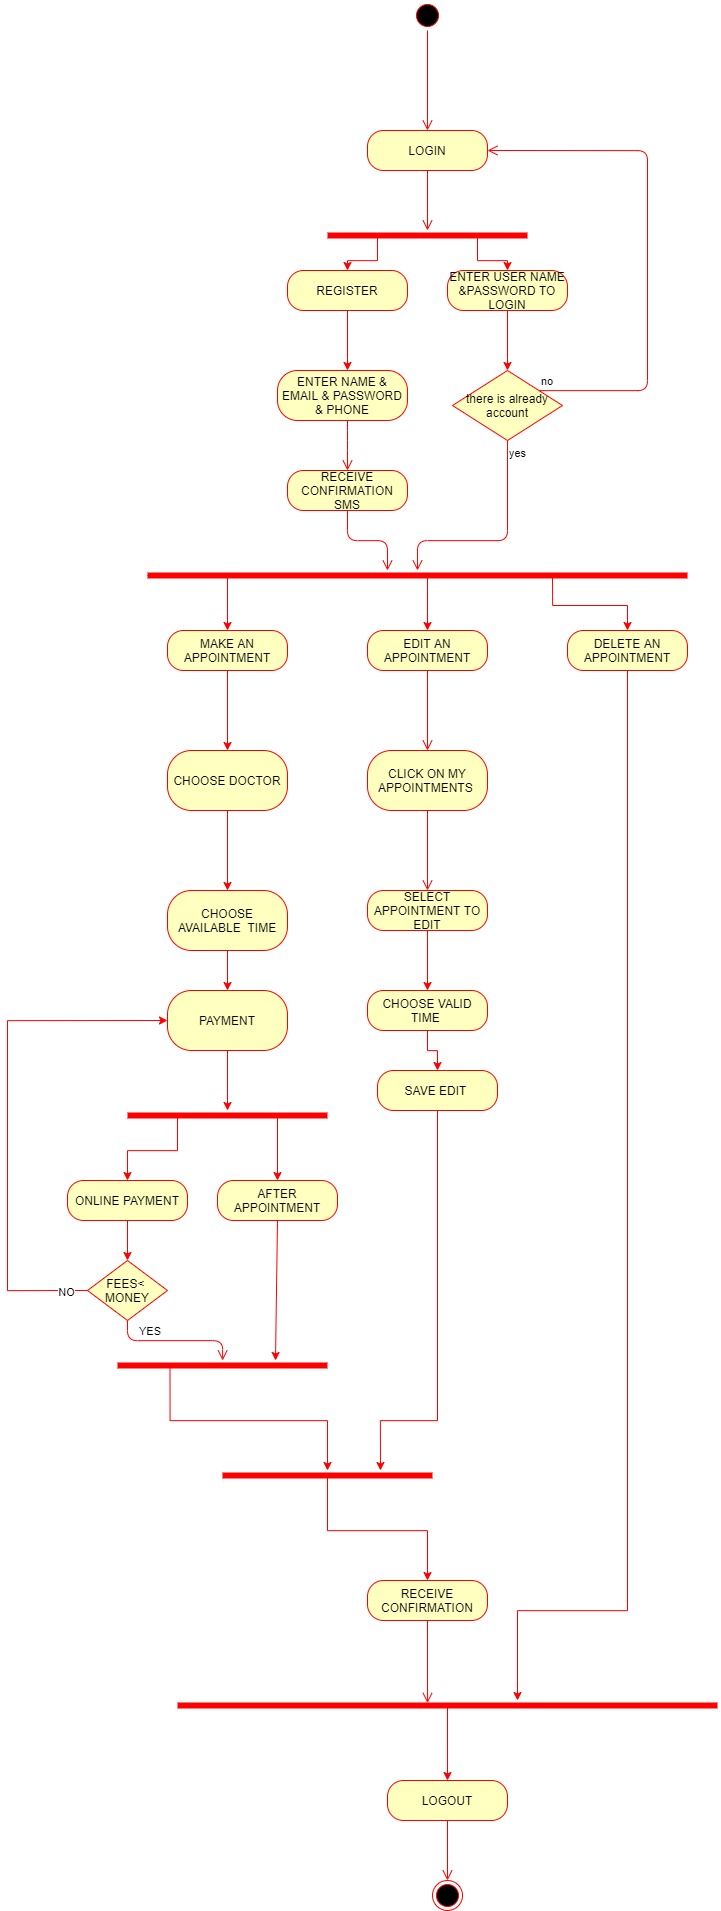 LOGIN
REGISTER
ENTER USER NAME
&PASSWORD TO
LOGIN
ENTER NAME &
EMAIL & PASSWORD
& PHONE
no
there is already
account
yes
RECEIVE
CONFIRMATION
SMS
MAKE AN
APPOINTMENT
EDIT AN
APPOINTMENT
DELETE AN
APPOINTMENT
CHOOSE DOCTOR
CLICK ON MY
APPOINTMENTS
CHOOSE
AVAILABLE TIME
SELECT
APPOINTMENT TO
EDIT
PAYMENT
CHOOSE VALID
TIME
SAVE EDIT
ONLINE PAYMENT
AFTER
APPOINTMENT
FEES<
MONEY
NO
YES
RECEIVE
CONFIRMATION
LOGOUT